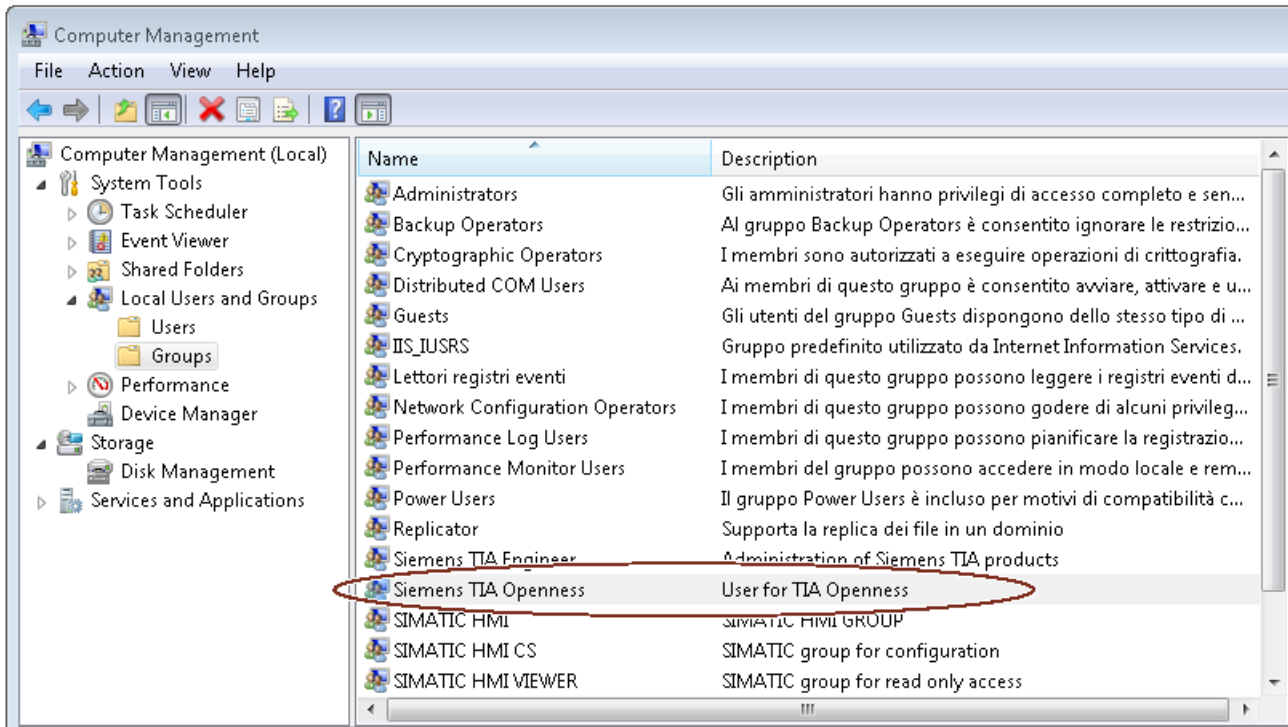 Computer Management
File Action View Help
Computer Management (Local)
System Tools
Task Scheduler
Event Viewer
Shared Folders
Local Users and Groups
Users
Groups
Performance
Device Manager
Storage
Disk Management
Services and Applications
Name Description
Administrators Gli amministratori hanno privilegi di accesso completo e sen...
Backup Operators Al gruppo Backup Operators è consentito ignorare le restrizio...
Cryptographic Operators I membri sono autorizzati a eseguire operazioni di crittografia.
Distributed COM Users Ai membri di questo gruppo è consentito avviare, attivare e u...
Guests Gli utenti del gruppo Guests dispongono dello stesso tipo di ...
IIS_IUSRS Gruppo predefinito utilizzato da Internet Information Services.
Lettori registri eventi I membri di questo gruppo possono leggere i registri eventi d...
Network Configuration Operators I membri di questo gruppo possono godere di alcuni privileg...
Performance Log Users I membri di questo gruppo possono pianificare la registrazio...
Performance Monitor Users I membri del gruppo possono accedere in modo locale e rem...
Power Users Il gruppo Power Users è incluso per motivi di compatibilità c...
Replicator Supporta la replica dei file in un dominio
Siemens TIA Engineer Administration of Siemens TIA products
Siemens TIA Openness User for TIA Openness
SIMATIC HMI SIMATIC HMI GROUP
SIMATIC HMI CS SIMATIC group for configuration
SIMATIC HMI VIEWER SIMATIC group for read only access